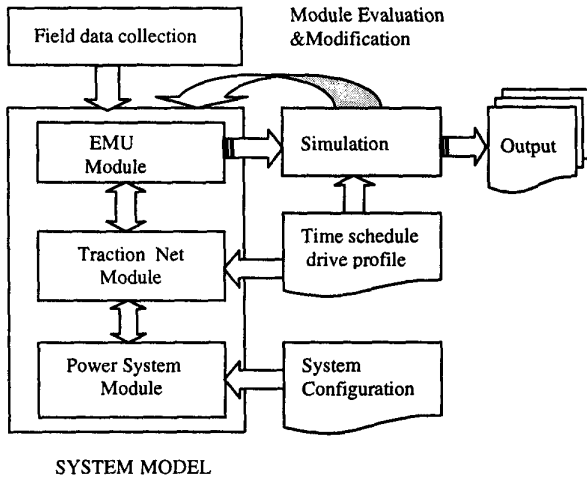 Module Evaluation
&Modification
Field data collection
EMU
Module
Simulation
Output
Traction Net
Module
Time schedule
drive profile
Power System
Module
System
Configuration
SYSTEM MODEL